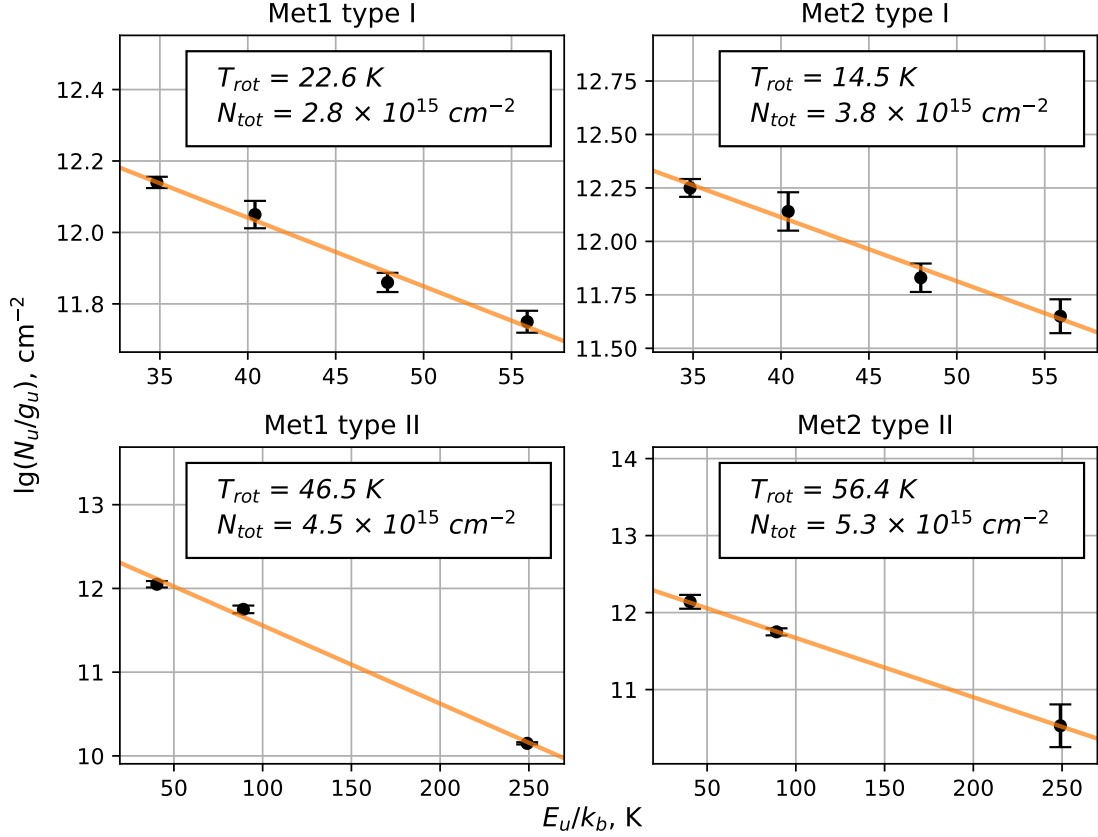 Met1 type I
T_rot = 22.6 K
N_tot = 2.8 × 10^15 cm^−2
12.4
12.2
12.0
11.8
35 40 45 50 55
Met2 type I
T_rot = 14.5 K
N_tot = 3.8 × 10^15 cm^−2
12.75
12.50
12.25
12.00
11.75
11.50
35 40 45 50 55
lg(N_u/g_u), cm^−2
Met1 type II
T_rot = 46.5 K
N_tot = 4.5 × 10^15 cm^−2
13
12
11
10
50 100 150 200 250
Met2 type II
T_rot = 56.4 K
N_tot = 5.3 × 10^15 cm^−2
14
13
12
11
50 100 150 200 250
E_u/k_b, K